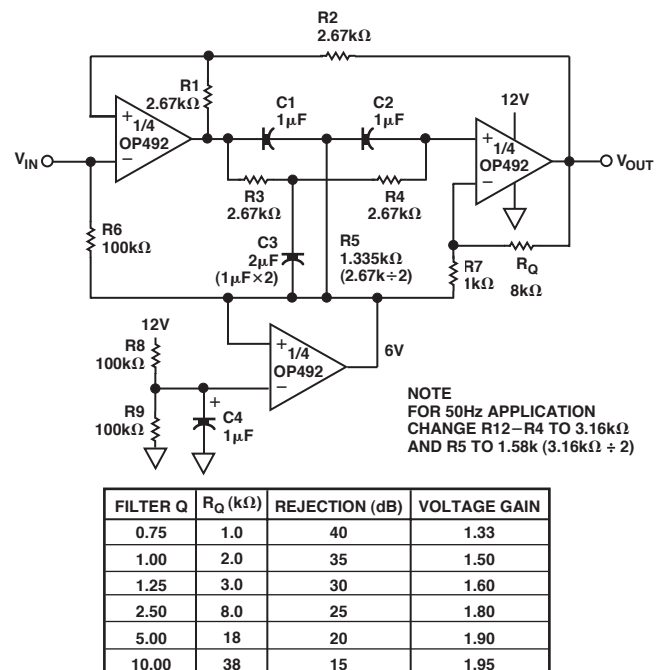 R2
2.67kΩ
R1
2.67kΩ
C1
1μF
C2
1μF
12V
+
1/4
OP492
−
+
1/4
OP492
−
VIN
VOUT
R3
2.67kΩ
R4
2.67kΩ
R6
100kΩ
C3
2μF
(1μF×2)
R5
1.335kΩ
(2.67k÷2)
R7
1kΩ
RQ
8kΩ
12V
R8
100kΩ
+
1/4
OP492
−
6V
R9
100kΩ
+
C4
1μF
NOTE
FOR 50Hz APPLICATION
CHANGE R12−R4 TO 3.16kΩ
AND R5 TO 1.58k (3.16kΩ ÷ 2)
FILTER Q RQ (kΩ) REJECTION (dB) VOLTAGE GAIN
0.75 1.0 40 1.33
1.00 2.0 35 1.50
1.25 3.0 30 1.60
2.50 8.0 25 1.80
5.00 18 20 1.90
10.00 38 15 1.95